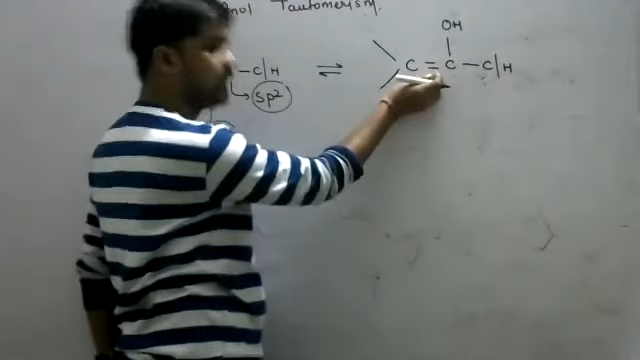 nol Tautomerism.
OH
-C|H ⇌ C = C - C|H
sp2